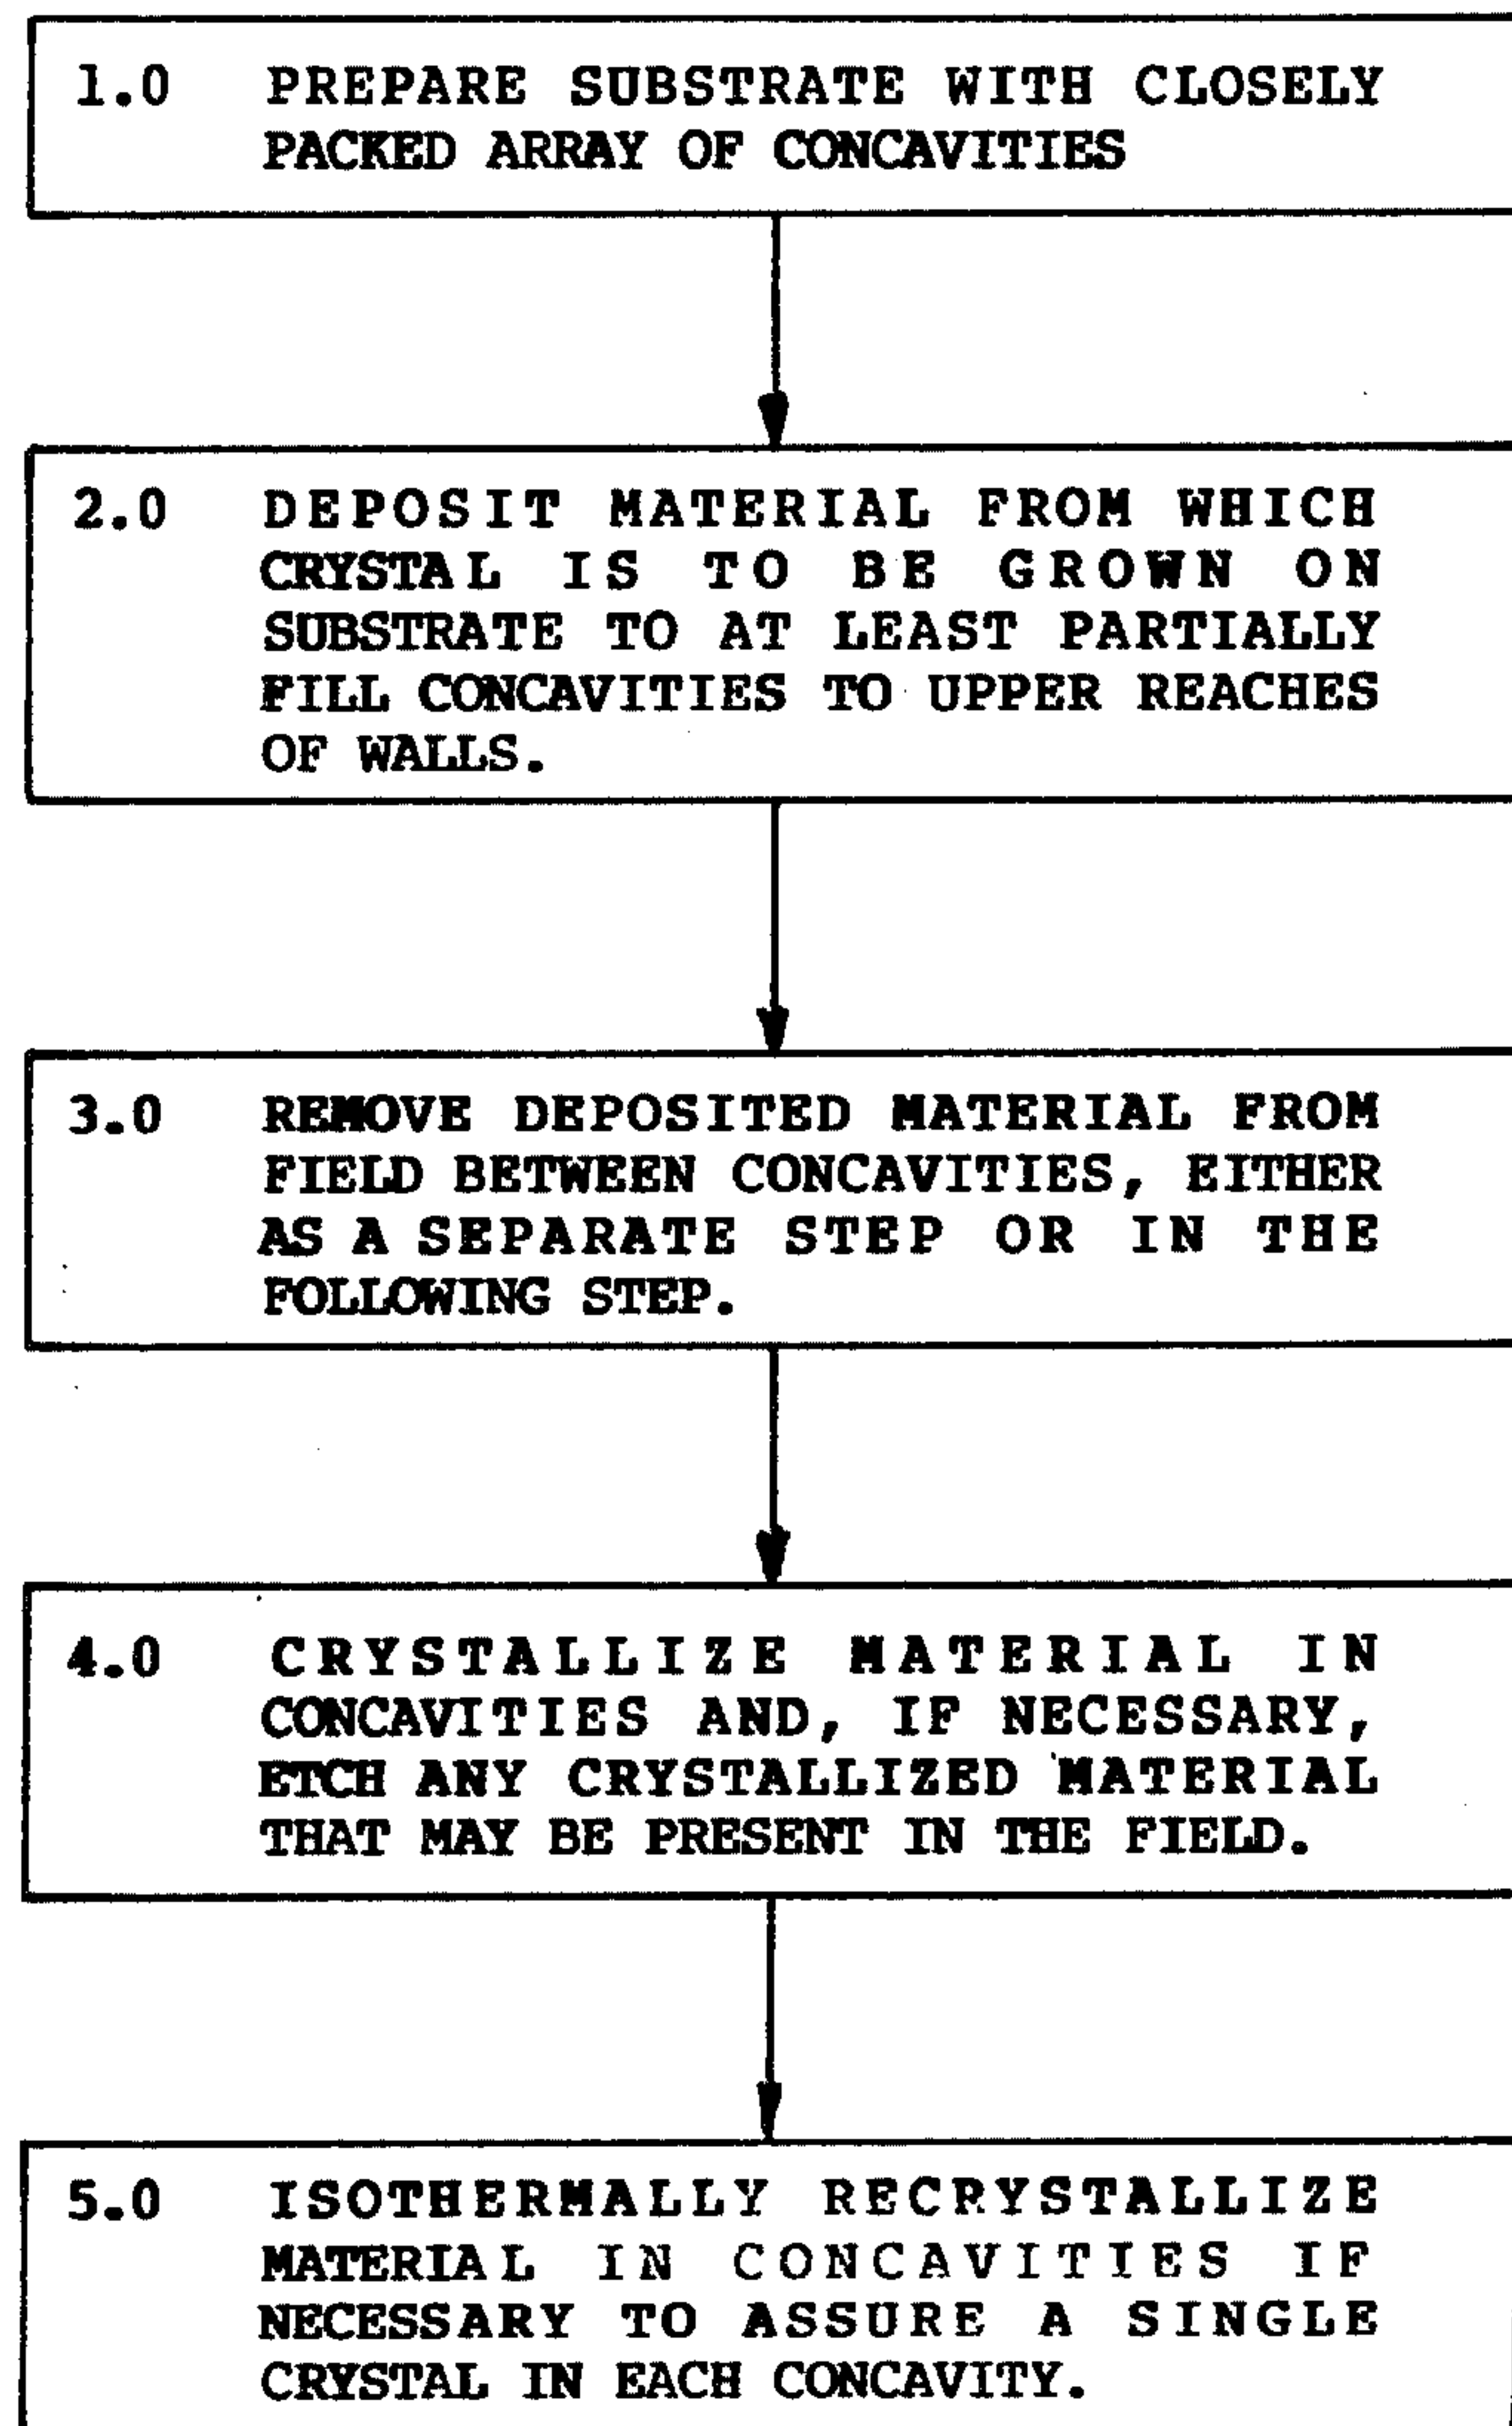 1.0 PREPARE SUBSTRATE WITH CLOSELY
PACKED ARRAY OF CONCAVITIES
2.0 DEPOSIT MATERIAL FROM WHICH
CRYSTAL IS TO BE GROWN ON
SUBSTRATE TO AT LEAST PARTIALLY
FILL CONCAVITIES TO UPPER REACHES
OF WALLS.
3.0 REMOVE DEPOSITED MATERIAL FROM
FIELD BETWEEN CONCAVITIES, EITHER
AS A SEPARATE STEP OR IN THE
FOLLOWING STEP.
4.0 CRYSTALLIZE MATERIAL IN
CONCAVITIES AND, IF NECESSARY,
ETCH ANY CRYSTALLIZED MATERIAL
THAT MAY BE PRESENT IN THE FIELD.
5.0 ISOTHERMALLY RECRYSTALLIZE
MATERIAL IN CONCAVITIES IF
NECESSARY TO ASSURE A SINGLE
CRYSTAL IN EACH CONCAVITY.